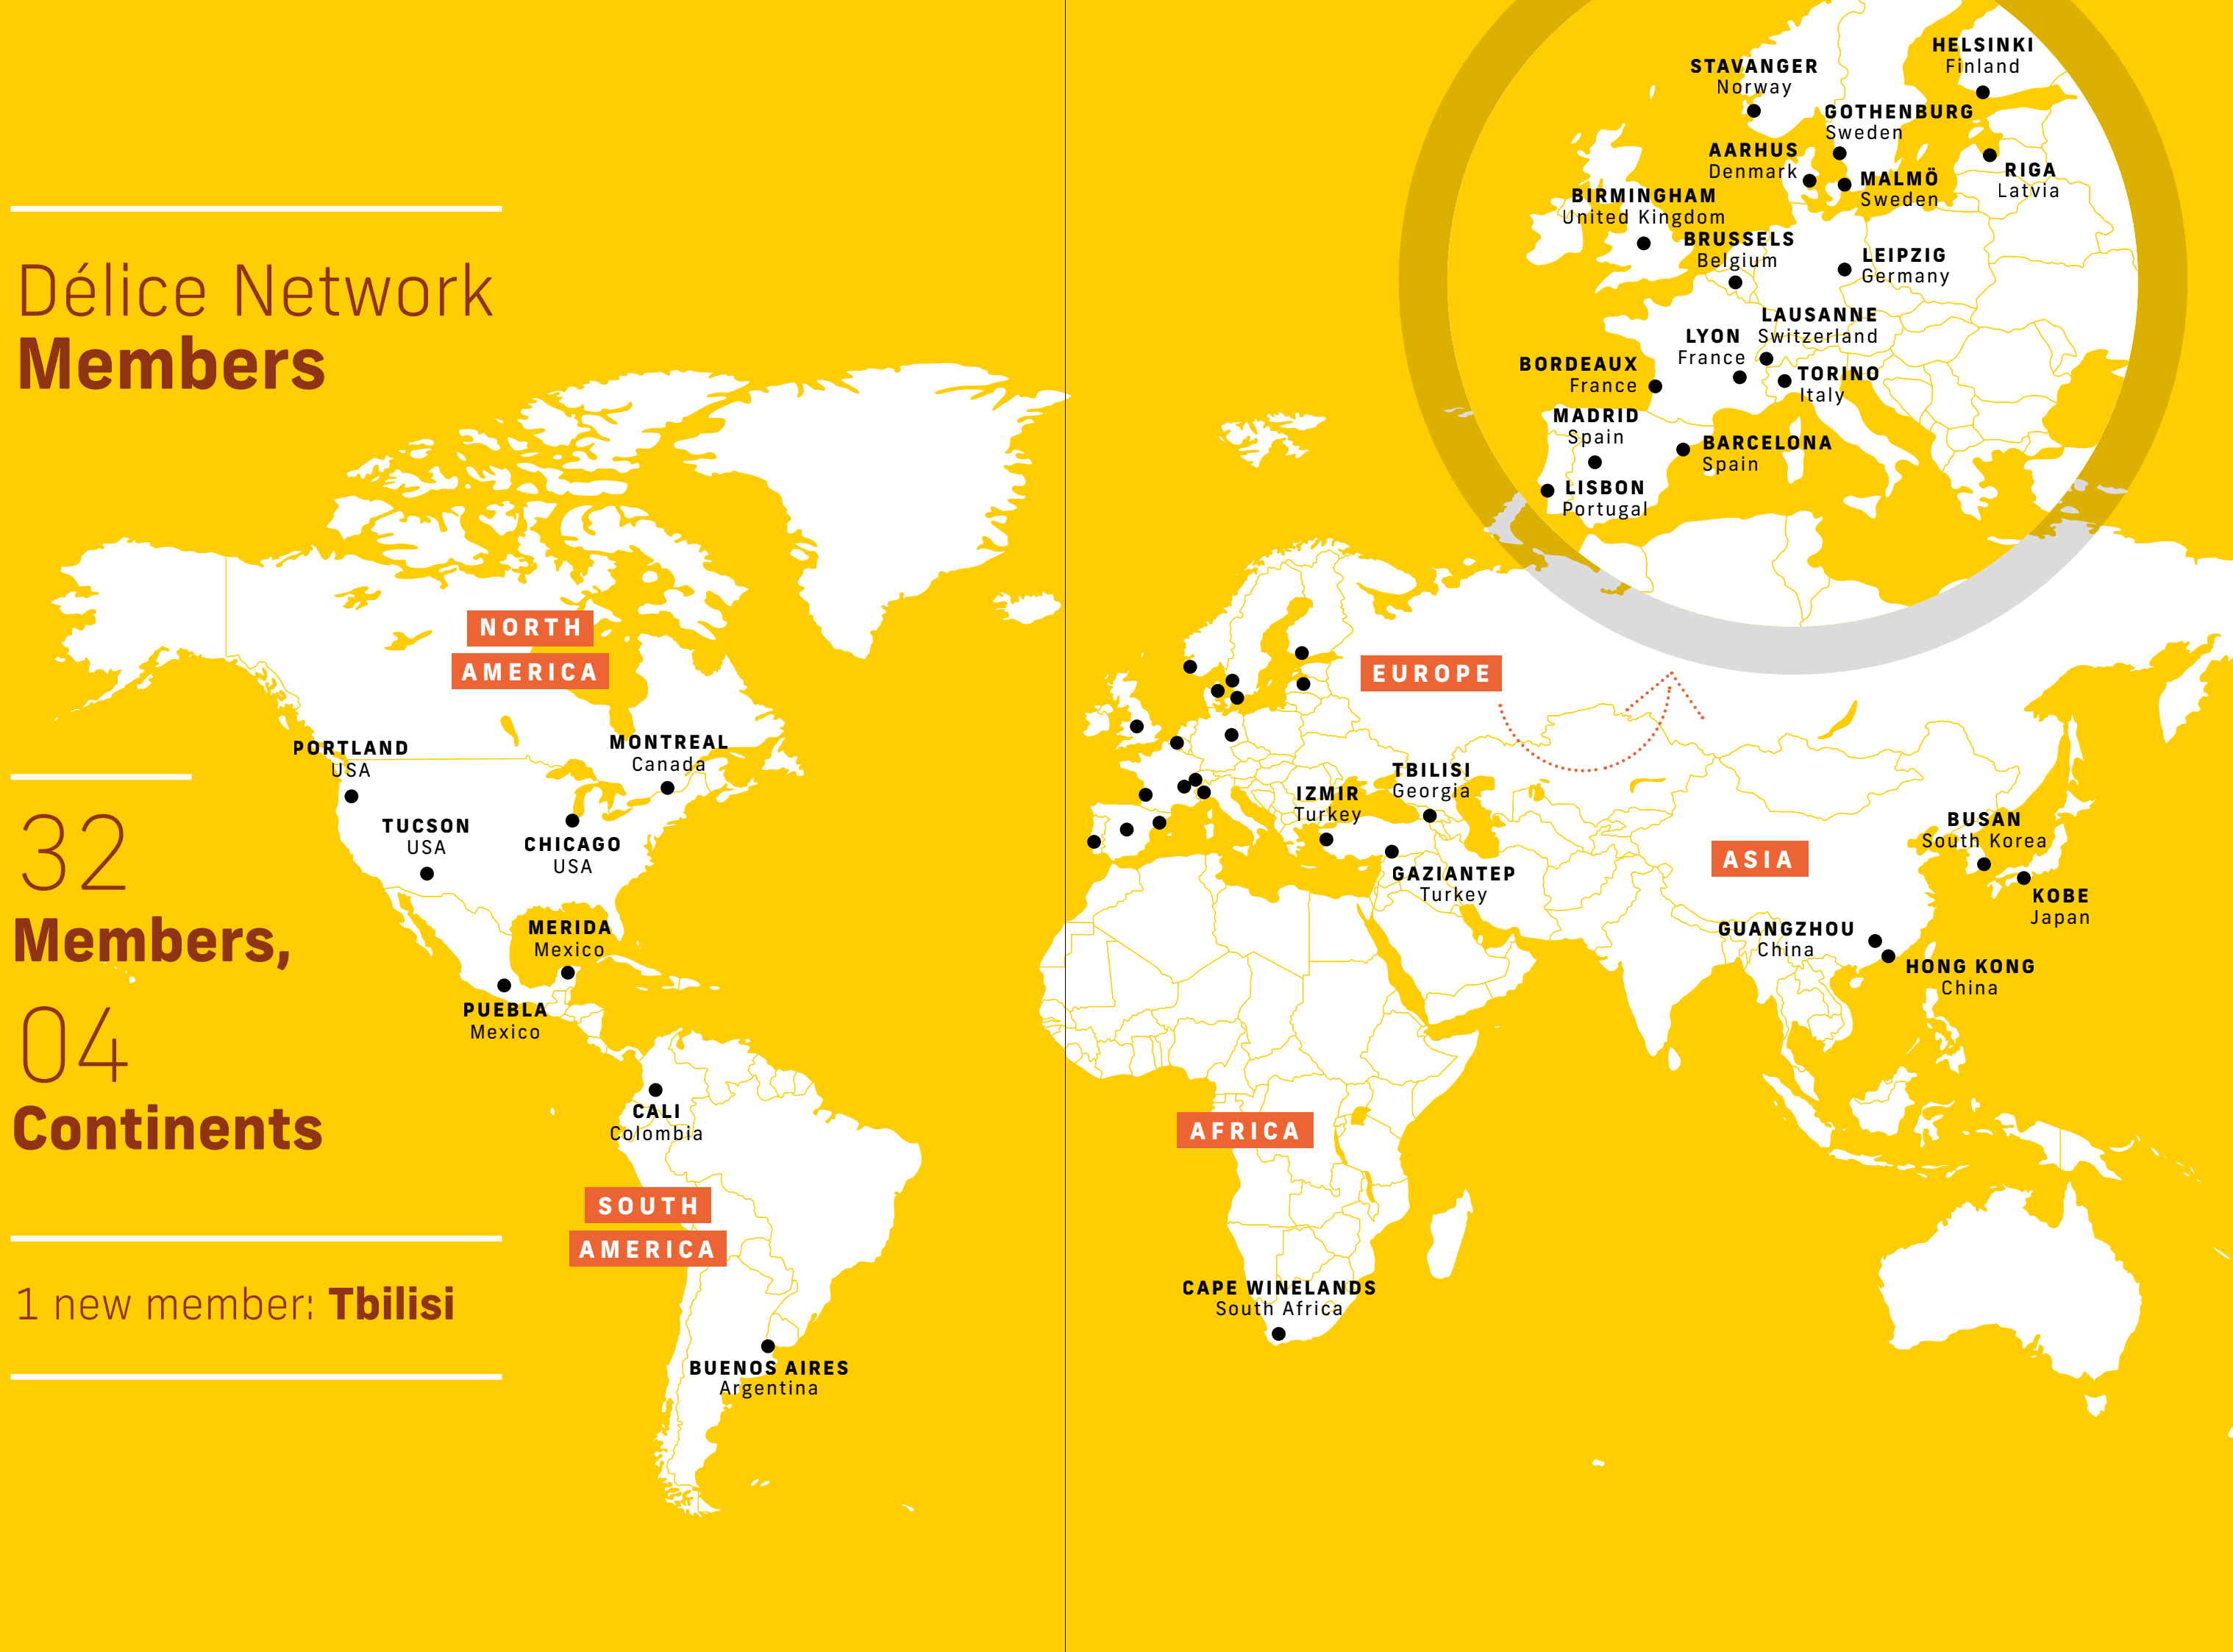 Délice Network
Members
32
Members,
04
Continents
1 new member: Tbilisi
NORTH
AMERICA
PORTLAND
USA
MONTREAL
Canada
TUCSON
USA
CHICAGO
USA
MERIDA
Mexico
PUEBLA
Mexico
CALI
Colombia
SOUTH
AMERICA
BUENOS AIRES
Argentina
HELSINKI
Finland
STAVANGER
Norway
GOTHENBURG
Sweden
AARHUS
Denmark
MALMÖ
Sweden
RIGA
Latvia
BIRMINGHAM
United Kingdom
BRUSSELS
Belgium
LEIPZIG
Germany
LAUSANNE
Switzerland
LYON
France
BORDEAUX
France
TORINO
Italy
MADRID
Spain
BARCELONA
Spain
LISBON
Portugal
EUROPE
TBILISI
Georgia
IZMIR
Turkey
GAZIANTEP
Turkey
ASIA
BUSAN
South Korea
KOBE
Japan
GUANGZHOU
China
HONG KONG
China
AFRICA
CAPE WINELANDS
South Africa